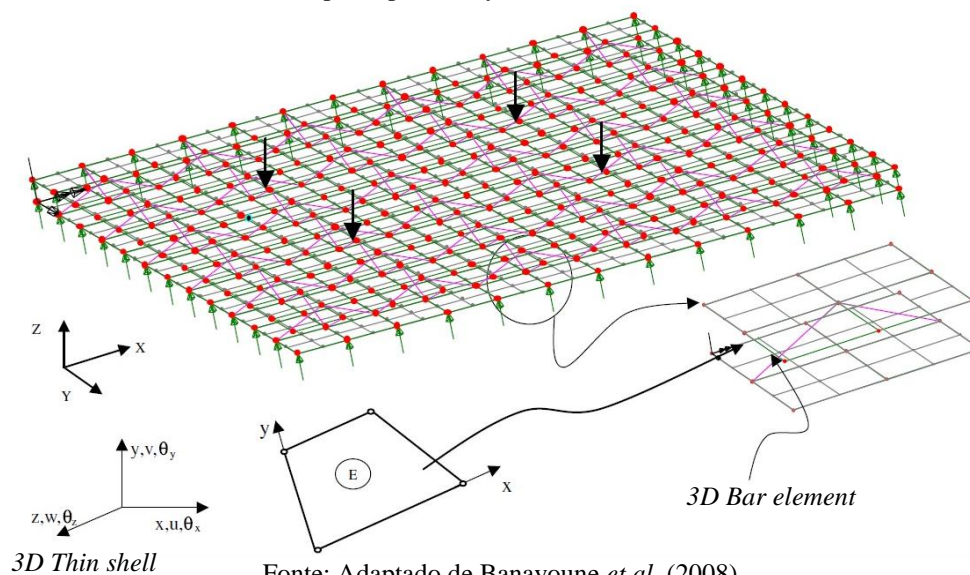 Z
X
Y
y,v,θy
z,w,θz
x,u,θx
3D Thin shell
y
E
x
3D Bar element
Fonte: Adaptado de Banayoune et al. (2008)